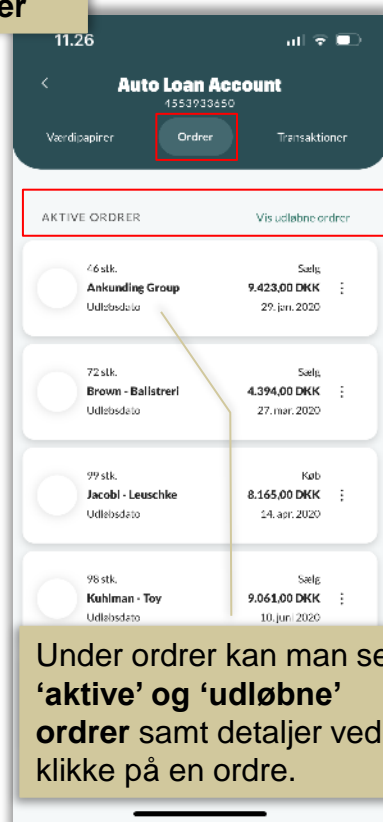 er
11.26
Auto Loan Account
4553933650
Værdipapirer Ordrer Transaktioner
AKTIVE ORDRER Vis udløbne ordrer
46 stk. Sælg
Ankunding Group 9.423,00 DKK
Udløbsdato 29. jan. 2020
72 stk. Sælg
Brown - Balistreri 4.394,00 DKK
Udløbsdato 27. mar. 2020
99 stk. Køb
Jacobi - Leuschke 8.165,00 DKK
Udløbsdato 14. apr. 2020
98 stk. Sælg
Kuhlman - Toy 9.061,00 DKK
Udløbsdato 10. juni 2020
Under ordrer kan man se
‘aktive’ og ‘udløbne’
ordrer samt detaljer ved
klikke på en ordre.